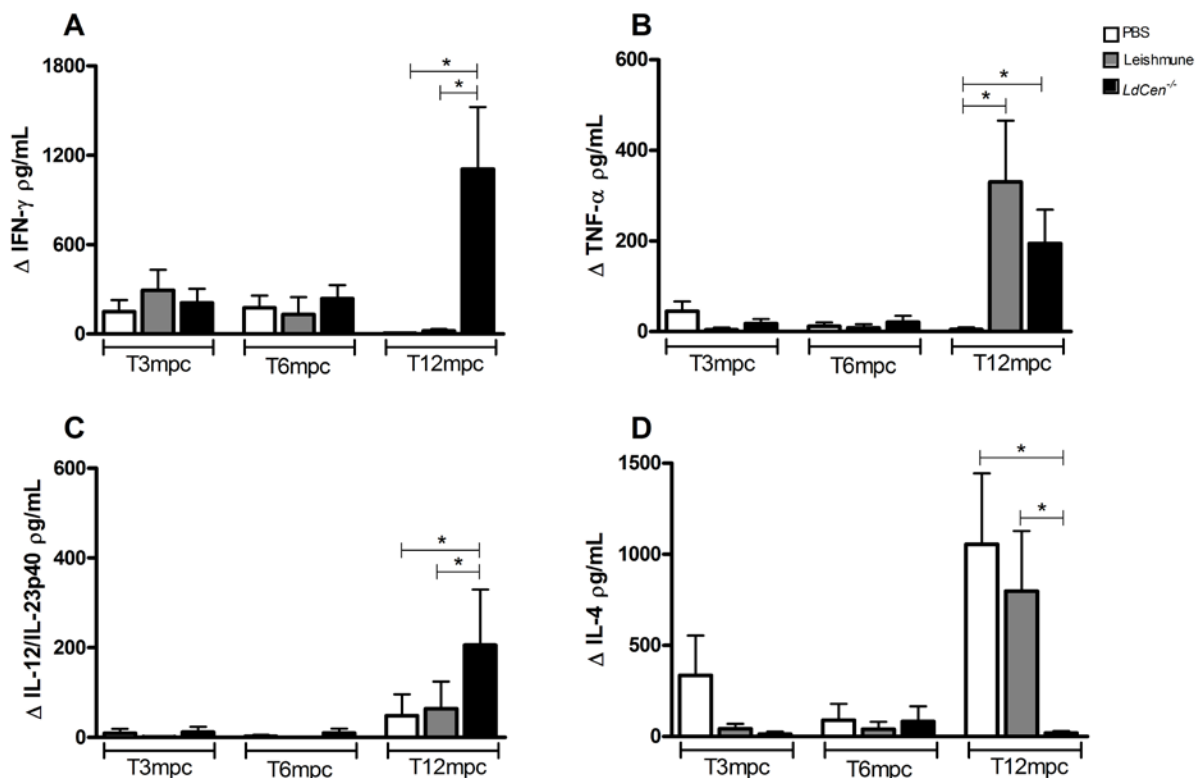 A
Δ IFN-γ ρg/mL
1800
1200
600
0
*
*
T3mpc
T6mpc
T12mpc
B
Δ TNF-α ρg/mL
600
400
200
0
*
*
T3mpc
T6mpc
T12mpc
PBS
Leishmune
LdCen-/-
C
Δ IL-12/IL-23p40 ρg/mL
600
400
200
0
*
*
T3mpc
T6mpc
T12mpc
D
Δ IL-4 ρg/mL
1500
1000
500
0
*
*
T3mpc
T6mpc
T12mpc